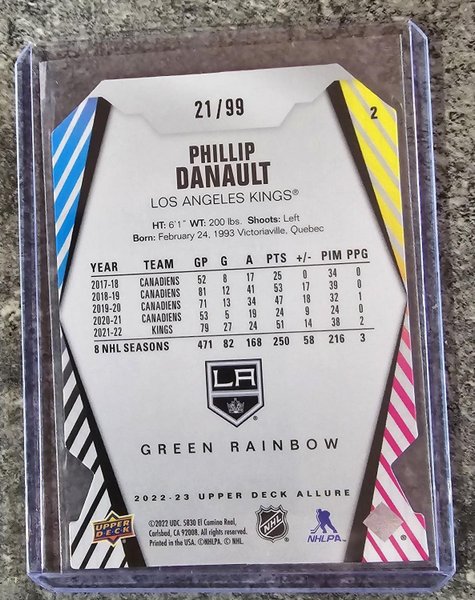 21/99
2
PHILLIP
DANAULT
LOS ANGELES KINGS®
HT: 6'1" WT: 200 lbs. Shoots: Left
Born: February 24, 1993 Victoriaville, Quebec
YEAR TEAM GP G A PTS +/- PIM PPG
2017-18 CANADIENS 52 8 17 25 0 34 0
2018-19 CANADIENS 81 12 41 53 17 39 0
2019-20 CANADIENS 71 13 34 47 18 32 1
2020-21 CANADIENS 53 5 19 24 9 24 0
2021-22 KINGS 79 27 24 51 14 38 2
8 NHL SEASONS 471 82 168 250 58 216 3
LA
GREEN RAINBOW
2022-23 UPPER DECK ALLURE
UPPER DECK
©2022 UDC. 5830 El Camino Real,
Carlsbad, CA 92008. All Rights Reserved.
Printed in the USA. ©NHLPA. © NHL.
NHL
NHLPA
®